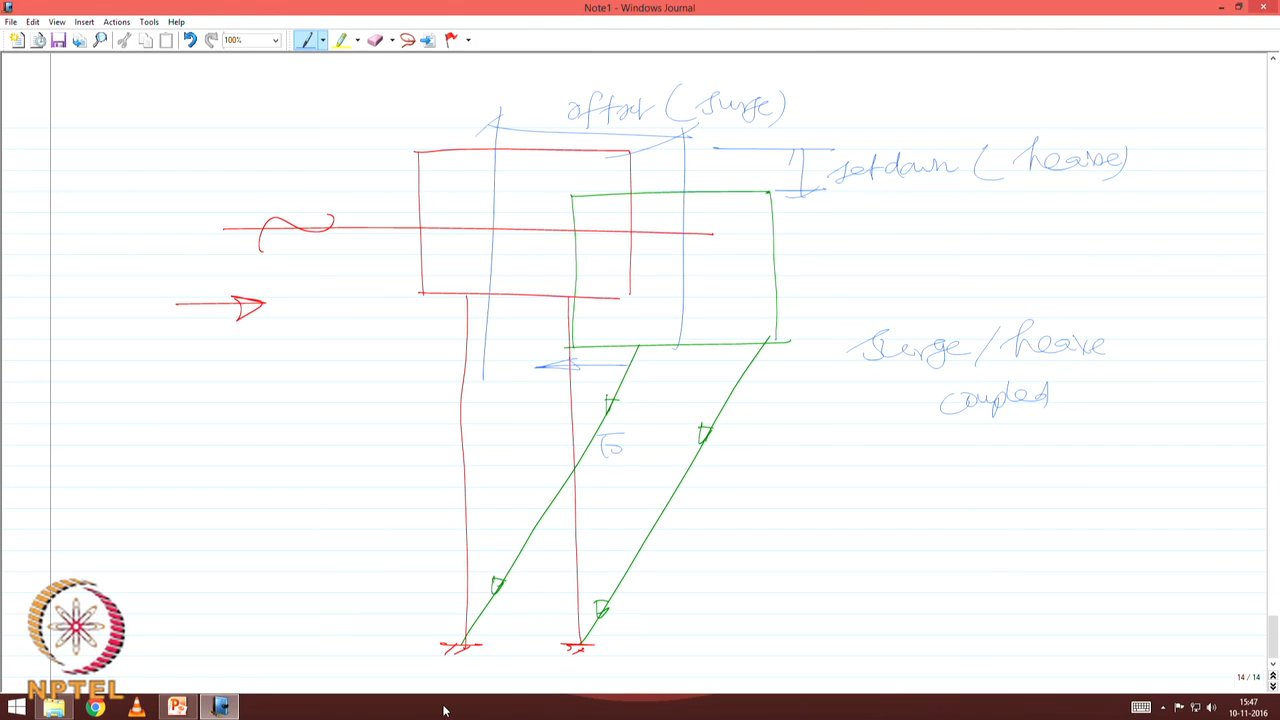 Note1 - Windows Journal
File Edit View Insert Actions Tools Help
100%
offset (surge)
setdown (heave)
surge/heave
coupled
T0
NPTEL
14 / 14
15:47
10-11-2016